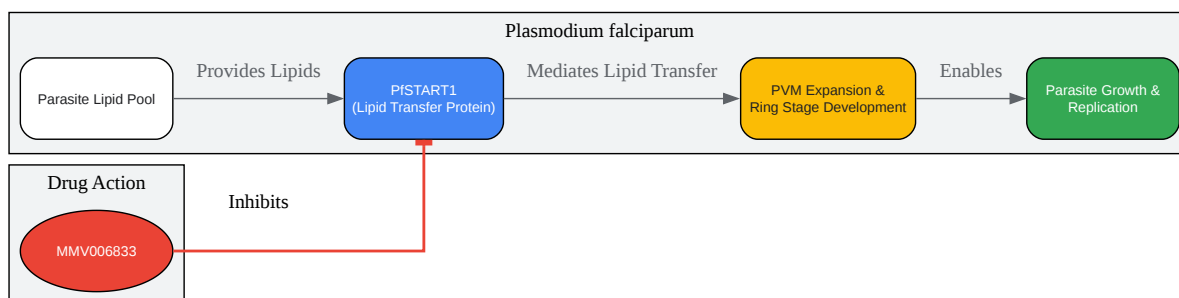 Plasmodium falciparum
Parasite Lipid Pool
Provides Lipids
PfSTART1
(Lipid Transfer Protein)
Mediates Lipid Transfer
PVM Expansion &
Ring Stage Development
Enables
Parasite Growth &
Replication
Drug Action
MMV006833
Inhibits